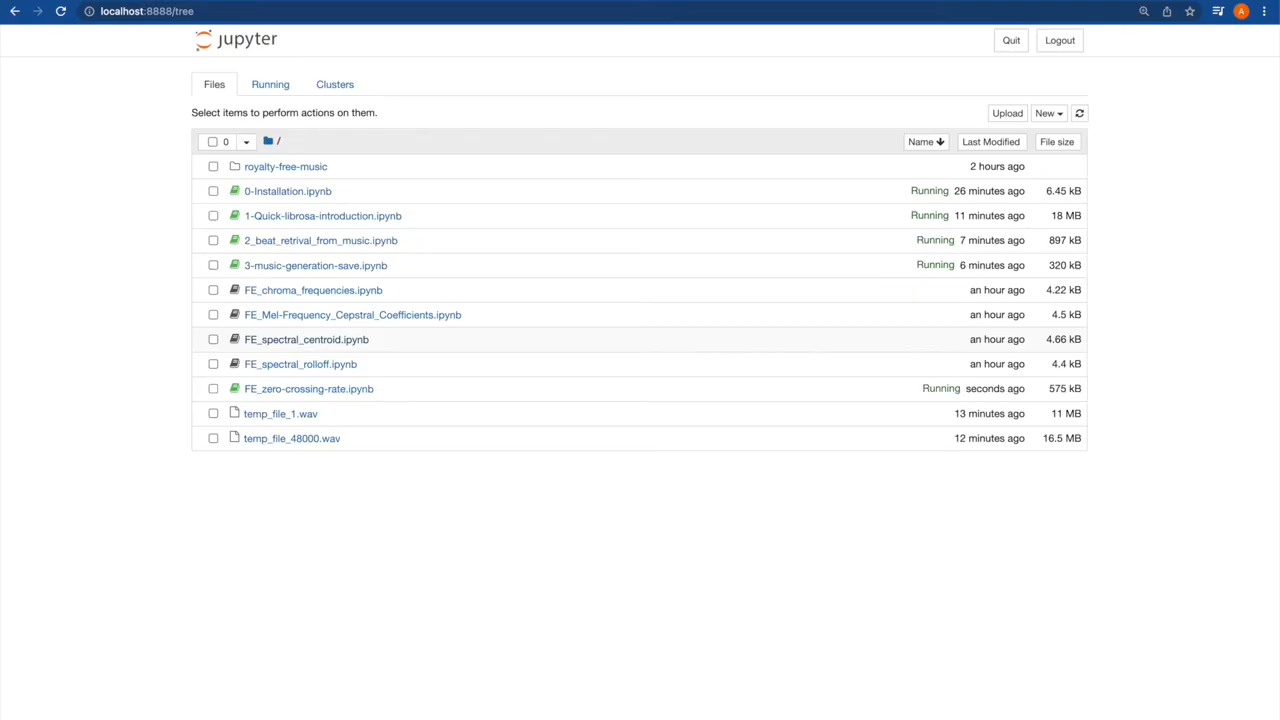 localhost:8888/tree
A
jupyter
Quit
Logout
Files
Running
Clusters
Select items to perform actions on them.
Upload
New
0
/
Name
Last Modified
File size
royalty-free-music 2 hours ago
0-Installation.ipynb Running 26 minutes ago 6.45 kB
1-Quick-librosa-introduction.ipynb Running 11 minutes ago 18 MB
2_beat_retrival_from_music.ipynb Running 7 minutes ago 897 kB
3-music-generation-save.ipynb Running 6 minutes ago 320 kB
FE_chroma_frequencies.ipynb an hour ago 4.22 kB
FE_Mel-Frequency_Cepstral_Coefficients.ipynb an hour ago 4.5 kB
FE_spectral_centroid.ipynb an hour ago 4.66 kB
FE_spectral_rolloff.ipynb an hour ago 4.4 kB
FE_zero-crossing-rate.ipynb Running seconds ago 575 kB
temp_file_1.wav 13 minutes ago 11 MB
temp_file_48000.wav 12 minutes ago 16.5 MB